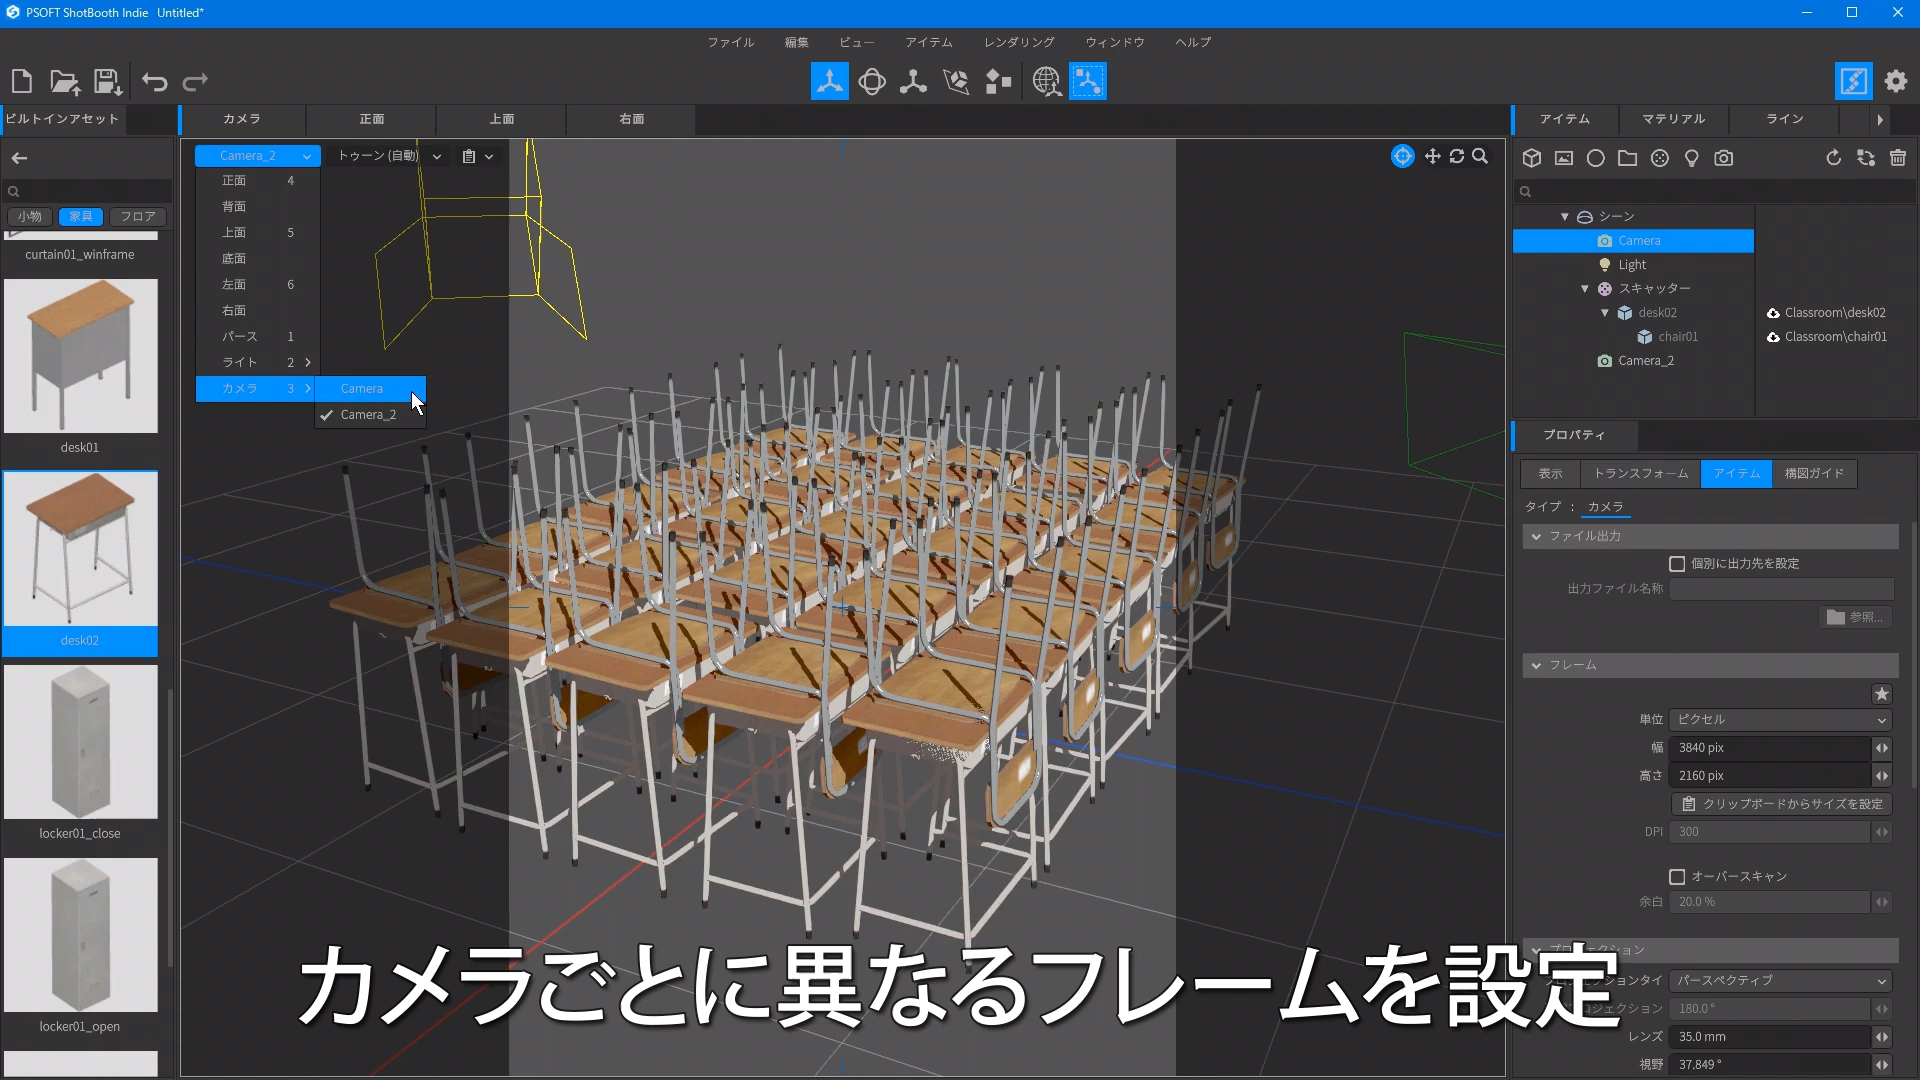 PSOFT ShotBooth Indie Untitled*
ファイル 編集 ビュー アイテム レンダリング ウィンドウ ヘルプ
ビルトインアセット
小物 家具 フロア
curtain01_winframe
desk01
desk02
locker01_close
locker01_open
カメラ 正面 上面 右面
Camera_2 トゥーン (自動)
正面 4
背面
上面 5
底面
左面 6
右面
パース 1
ライト 2
カメラ 3
Camera
Camera_2
アイテム マテリアル ライン
シーン
Camera
Light
スキャッター
desk02 Classroom\desk02
chair01 Classroom\chair01
Camera_2
プロパティ
表示 トランスフォーム アイテム 構図ガイド
タイプ : カメラ
ファイル出力
個別に出力先を設定
出力ファイル名称
参照...
フレーム
単位 ピクセル
幅 3840 pix
高さ 2160 pix
クリップボードからサイズを設定
DPI 300
オーバースキャン
余白 20.0 %
パースペクティブ
180.0 °
レンズ 35.0 mm
視野 37.849 °
カメラごとに異なるフレームを設定